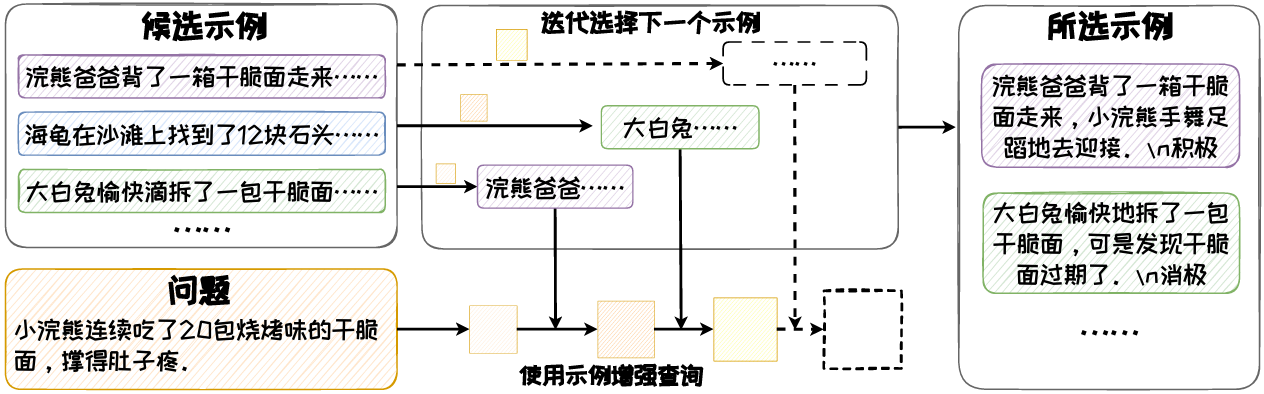 候选示例
浣熊爸爸背了一箱干脆面走来……
海龟在沙滩上找到了12块石头……
大白兔愉快滴拆了一包干脆面……
……
问题
小浣熊连续吃了20包烧烤味的干脆
面，撑得肚子疼.
迭代选择下一个示例
……
大白兔……
浣熊爸爸……
使用示例增强查询
所选示例
浣熊爸爸背了一箱干脆
面走来，小浣熊手舞足
蹈地去迎接. \n积极
大白兔愉快地拆了一包
干脆面，可是发现干脆
面过期了. \n消极
……